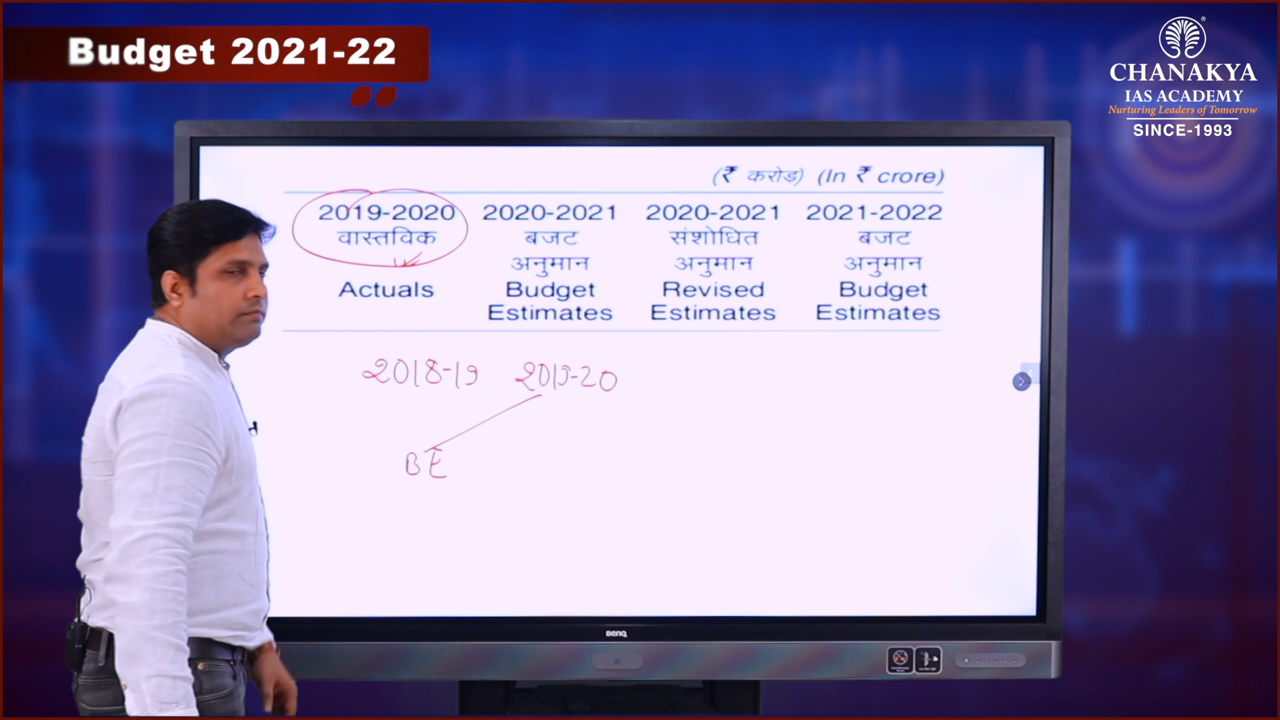 Budget 2021-22
CHANAKYA
IAS ACADEMY
Nurturing Leaders of Tomorrow
SINCE-1993
(₹ करोड) (In ₹ crore)
2019-2020 2020-2021 2020-2021 2021-2022
वास्तविक बजट संशोधित बजट
अनुमान अनुमान अनुमान
Actuals Budget Revised Budget
Estimates Estimates Estimates
2018-19 2019-20
BE
BenQ